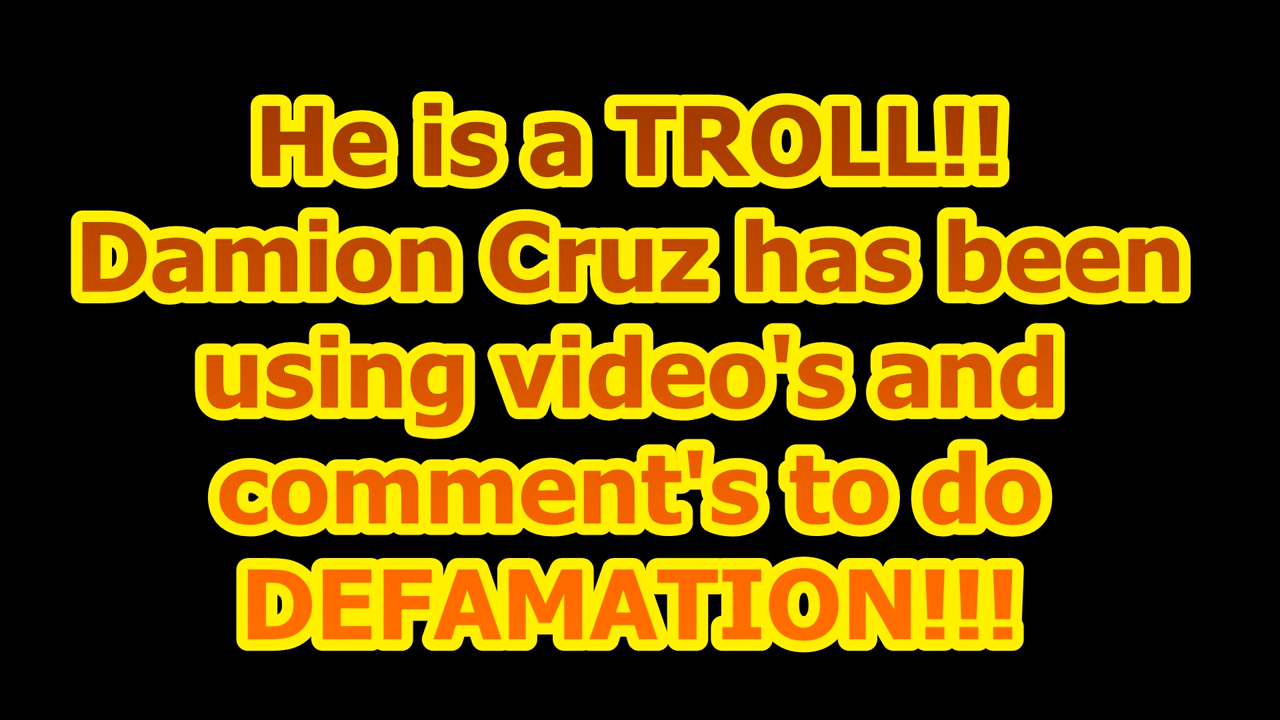 He is a TROLL!!
Damion Cruz has been
using video's and
comment's to do
DEFAMATION!!!